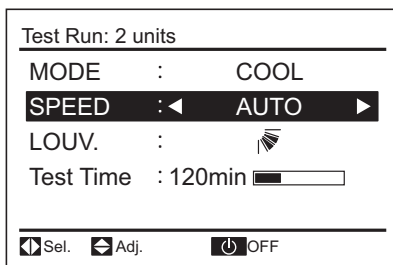 Test Run: 2 units
MODE : COOL
SPEED : AUTO
LOUV. :
Test Time : 120min
Sel. Adj. OFF